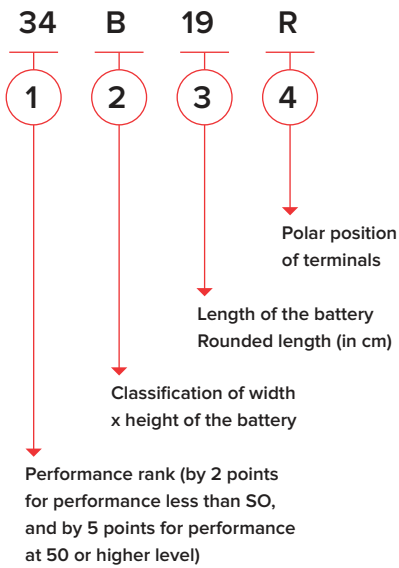 34 B 19 R
1 2 3 4
Polar position
of terminals
Length of the battery
Rounded length (in cm)
Classification of width
x height of the battery
Performance rank (by 2 points
for performance less than SO,
and by 5 points for performance
at 50 or higher level)